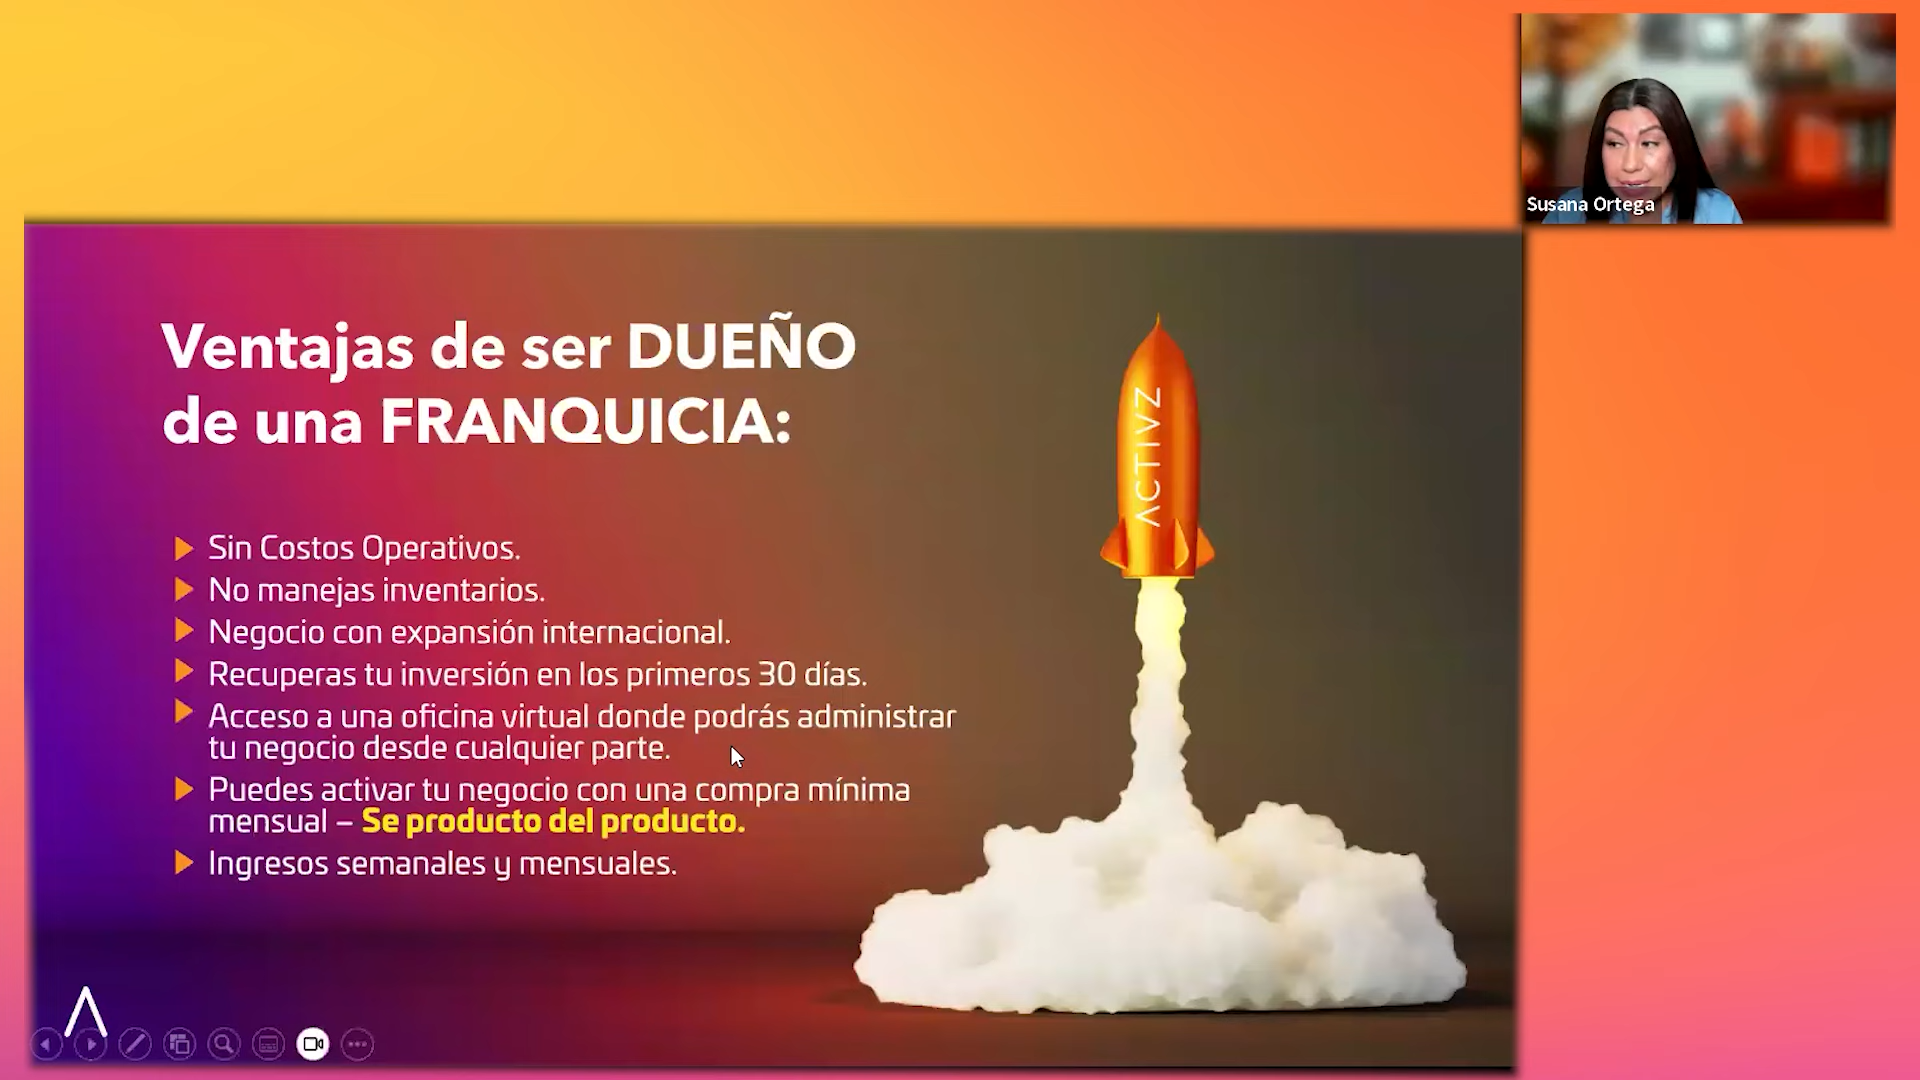 Susana Ortega
Ventajas de ser DUEÑO
de una FRANQUICIA:
Sin Costos Operativos.
No manejas inventarios.
Negocio con expansión internacional.
Recuperas tu inversión en los primeros 30 días.
Acceso a una oficina virtual donde podrás administrar
tu negocio desde cualquier parte.
Puedes activar tu negocio con una compra mínima
mensual – Se producto del producto.
Ingresos semanales y mensuales.
ACTIVZ